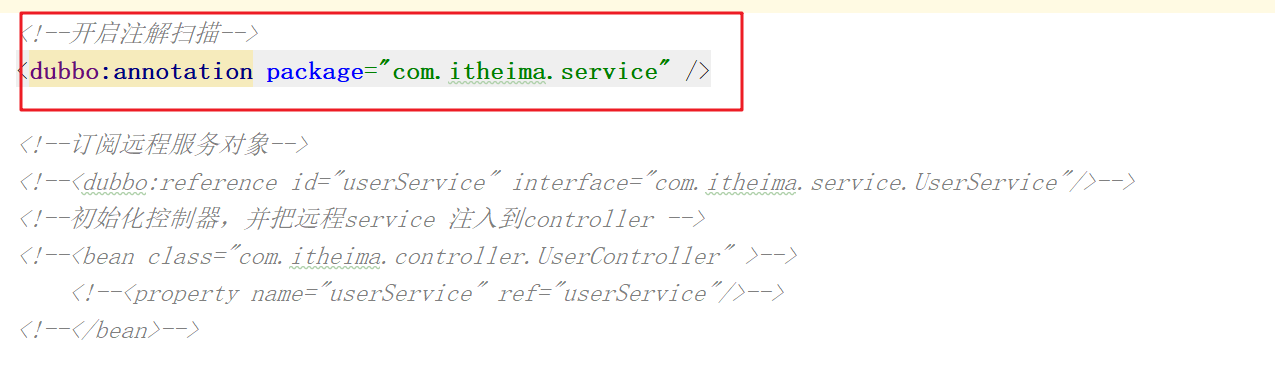 <!--开启注解扫描-->
<dubbo:annotation package="com.itheima.service" />
<!--订阅远程服务对象-->
<!--<dubbo:reference id="userService" interface="com.itheima.service.UserService"/>-->
<!--初始化控制器，并把远程service 注入到controller -->
<!--<bean class="com.itheima.controller.UserController" >-->
<!--<property name="userService" ref="userService"/>-->
<!--</bean>-->